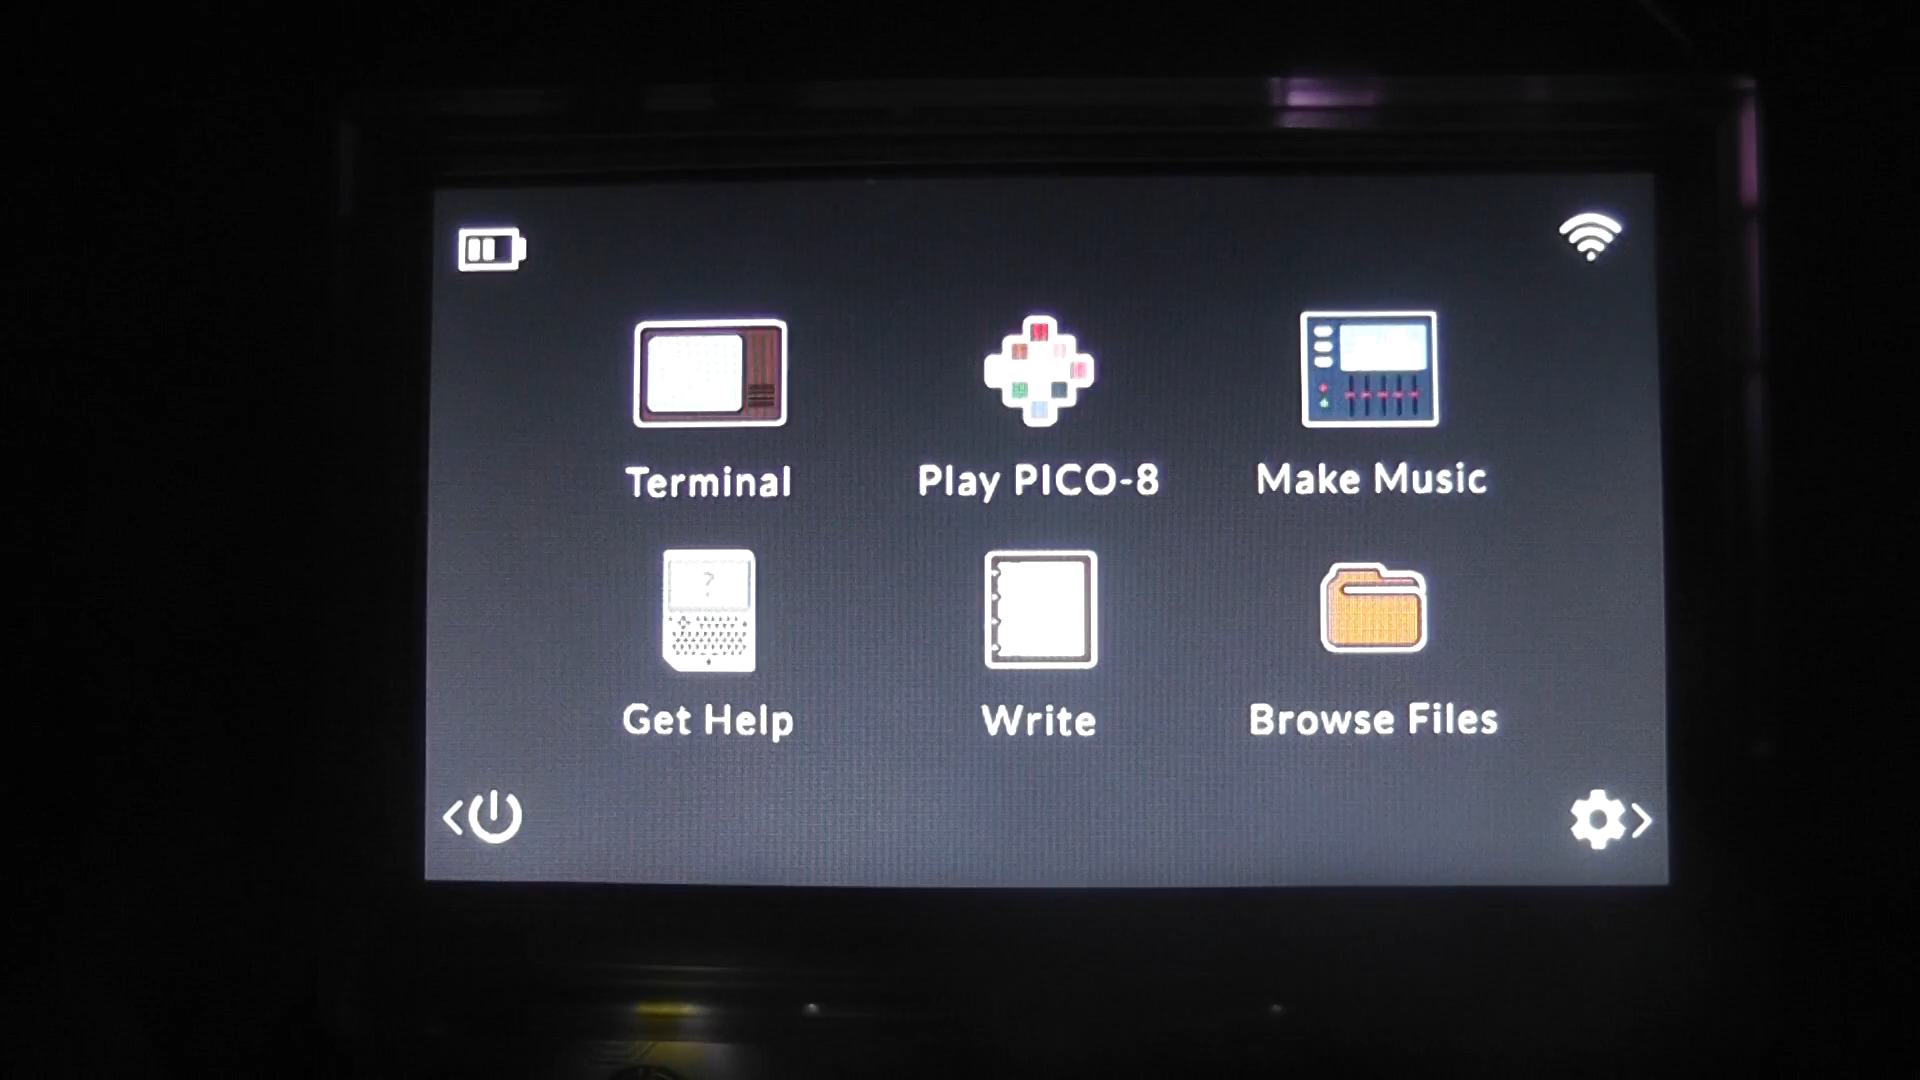 Terminal
Play PICO-8
Make Music
?
Get Help
Write
Browse Files